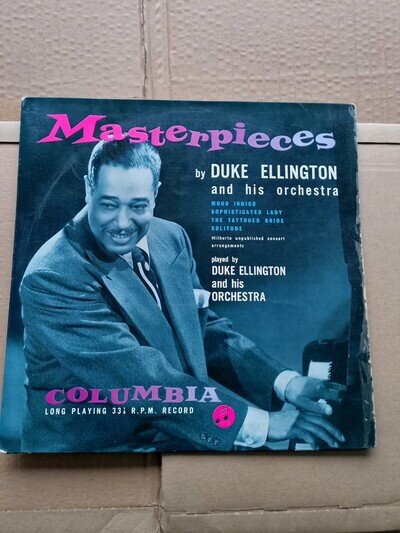 Masterpieces
by DUKE ELLINGTON
and his orchestra
MOOD INDIGO
SOPHISTICATED LADY
THE TATTOOED BRIDE
SOLITUDE
Hitherto unpublished concert
arrangements
played by
DUKE ELLINGTON
and his
ORCHESTRA
COLUMBIA
LONG PLAYING 33⅓ R.P.M. RECORD